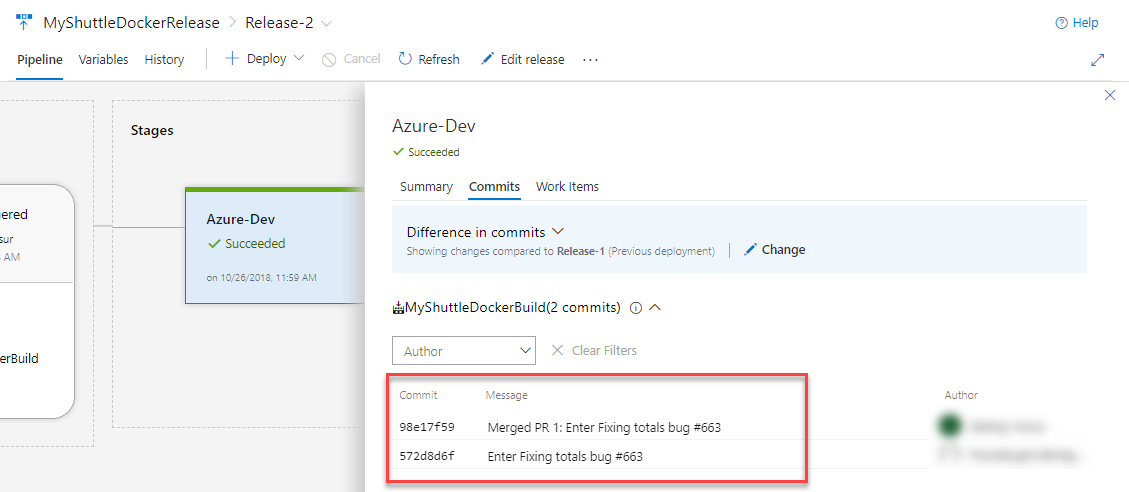 MyShuttleDockerRelease > Release-2
Help
Pipeline Variables History Deploy Cancel Refresh Edit release ...
Stages
Azure-Dev
Succeeded
on 10/26/2018, 11:59 AM
sur
AM
erBuild
Azure-Dev
Succeeded
Summary Commits Work Items
Difference in commits
Showing changes compared to Release-1 (Previous deployment) | Change
MyShuttleDockerBuild(2 commits)
Author Clear Filters
Commit Message Author
98e17f59 Merged PR 1: Enter Fixing totals bug #663
572d8d6f Enter Fixing totals bug #663